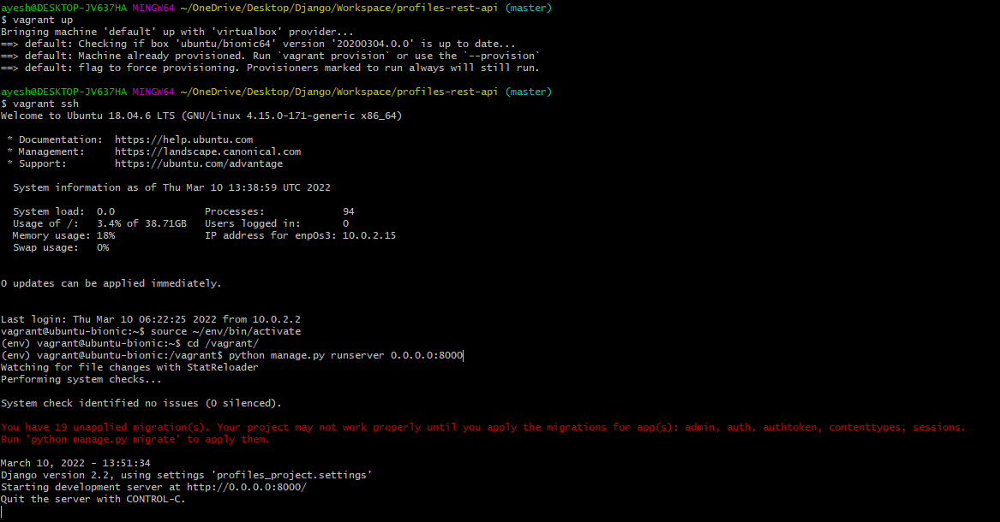 ayesh@DESKTOP-JV637HA MINGW64 ~/OneDrive/Desktop/Django/Workspace/profiles-rest-api (master)
$ vagrant up
Bringing machine 'default' up with 'virtualbox' provider...
==> default: Checking if box 'ubuntu/bionic64' version '20200304.0.0' is up to date...
==> default: Machine already provisioned. Run `vagrant provision` or use the `--provision`
==> default: flag to force provisioning. Provisioners marked to run always will still run.
ayesh@DESKTOP-JV637HA MINGW64 ~/OneDrive/Desktop/Django/Workspace/profiles-rest-api (master)
$ vagrant ssh
Welcome to Ubuntu 18.04.6 LTS (GNU/Linux 4.15.0-171-generic x86_64)
* Documentation:  https://help.ubuntu.com
* Management:     https://landscape.canonical.com
* Support:        https://ubuntu.com/advantage
System information as of Thu Mar 10 13:38:59 UTC 2022
System load:  0.0               Processes:             94
Usage of /:   3.4% of 38.71GB   Users logged in:       0
Memory usage: 18%               IP address for enp0s3: 10.0.2.15
Swap usage:   0%
0 updates can be applied immediately.
Last login: Thu Mar 10 06:22:25 2022 from 10.0.2.2
vagrant@ubuntu-bionic:~$ source ~/env/bin/activate
(env) vagrant@ubuntu-bionic:~$ cd /vagrant/
(env) vagrant@ubuntu-bionic:/vagrant$ python manage.py runserver 0.0.0.0:8000
Watching for file changes with StatReloader
Performing system checks...
System check identified no issues (0 silenced).
You have 19 unapplied migration(s). Your project may not work properly until you apply the migrations for app(s): admin, auth, authtoken, contenttypes, sessions.
Run 'python manage.py migrate' to apply them.
March 10, 2022 - 13:51:34
Django version 2.2, using settings 'profiles_project.settings'
Starting development server at http://0.0.0.0:8000/
Quit the server with CONTROL-C.